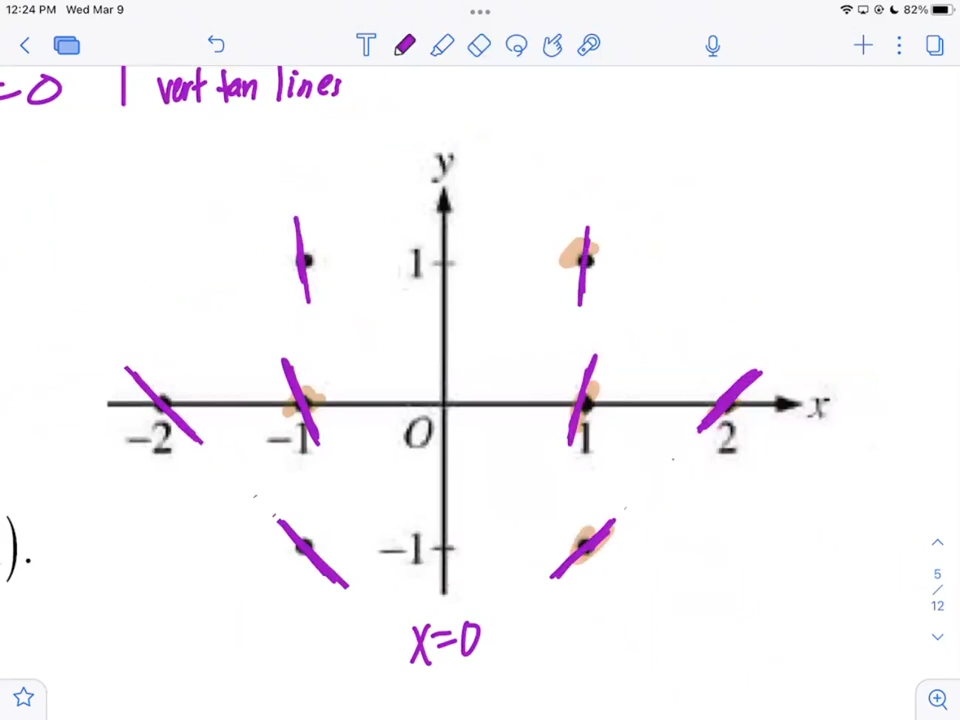 12:24 PM Wed Mar 9
82%
T
=0 | vert tan lines
y
1
-2 -1 O 1 2 x
-1
).
x=0
5
/
12